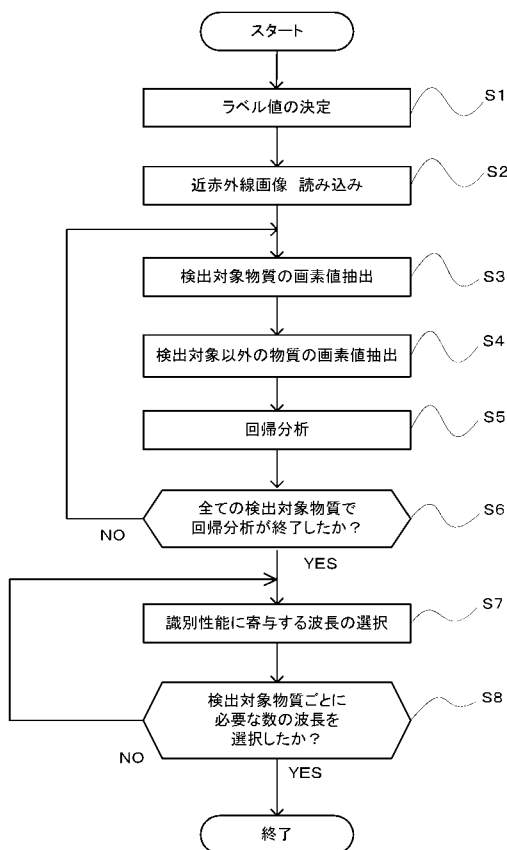 スタート
ラベル値の決定
S1
近赤外線画像 読み込み
S2
検出対象物質の画素値抽出
S3
検出対象以外の物質の画素値抽出
S4
回帰分析
S5
全ての検出対象物質で
回帰分析が終了したか？
S6
NO
YES
識別性能に寄与する波長の選択
S7
検出対象物質ごとに
必要な数の波長を
選択したか？
S8
NO
YES
終了